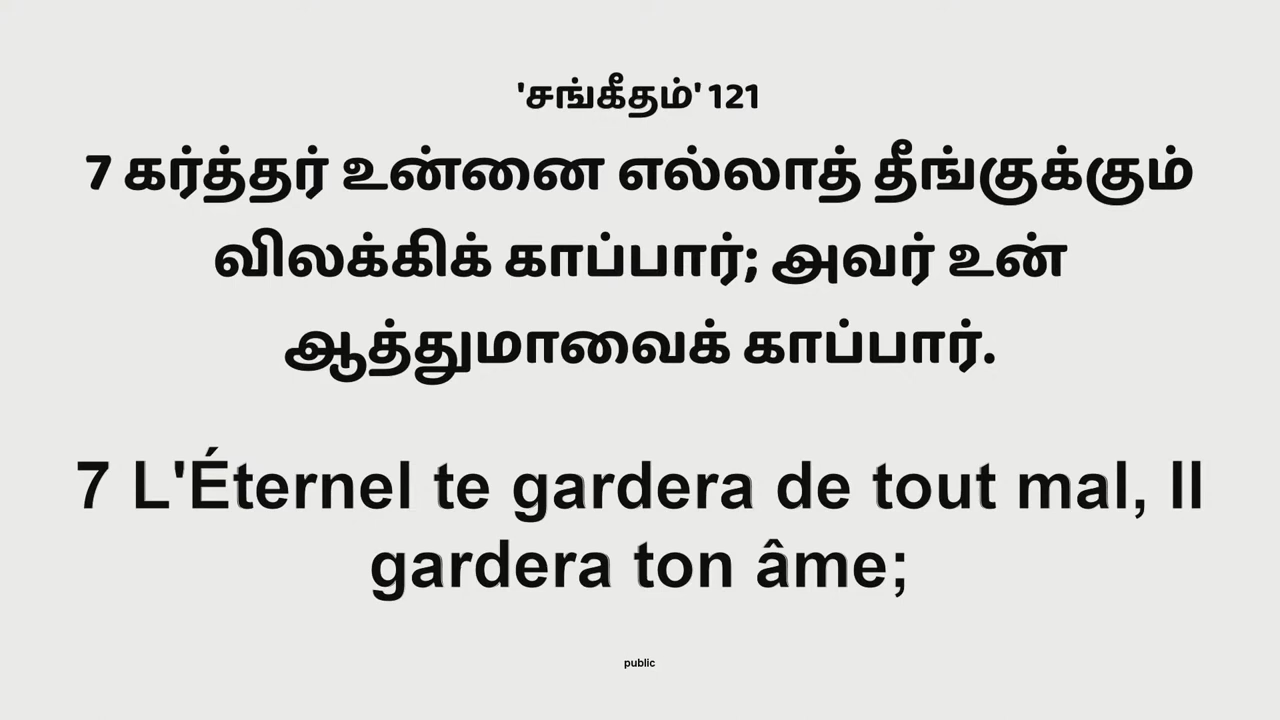 'சங்கீதம்' 121
7 கர்த்தர் உன்னை எல்லாத் தீங்குக்கும்
விலக்கிக் காப்பார்; அவர் உன்
ஆத்துமாவைக் காப்பார்.
7 L'Éternel te gardera de tout mal, Il
gardera ton âme;
public